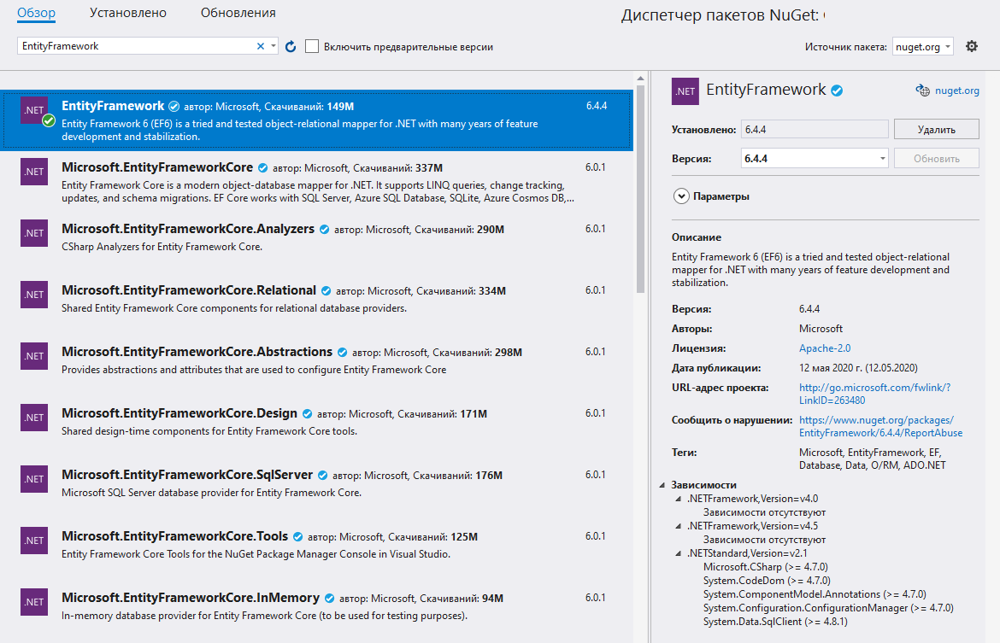 Обзор Установлено Обновления
Диспетчер пакетов NuGet:
EntityFramework
Включить предварительные версии
Источник пакета: nuget.org
.NET
EntityFramework автор: Microsoft, Скачиваний: 149M 6.4.4
Entity Framework 6 (EF6) is a tried and tested object-relational mapper for .NET with many years of feature
development and stabilization.
.NET
Microsoft.EntityFrameworkCore автор: Microsoft, Скачиваний: 337M 6.0.1
Entity Framework Core is a modern object-database mapper for .NET. It supports LINQ queries, change tracking,
updates, and schema migrations. EF Core works with SQL Server, Azure SQL Database, SQLite, Azure Cosmos DB,...
.NET
Microsoft.EntityFrameworkCore.Analyzers автор: Microsoft, Скачиваний: 290M 6.0.1
CSharp Analyzers for Entity Framework Core.
.NET
Microsoft.EntityFrameworkCore.Relational автор: Microsoft, Скачиваний: 334M 6.0.1
Shared Entity Framework Core components for relational database providers.
.NET
Microsoft.EntityFrameworkCore.Abstractions автор: Microsoft, Скачиваний: 298M 6.0.1
Provides abstractions and attributes that are used to configure Entity Framework Core
.NET
Microsoft.EntityFrameworkCore.Design автор: Microsoft, Скачиваний: 171M 6.0.1
Shared design-time components for Entity Framework Core tools.
.NET
Microsoft.EntityFrameworkCore.SqlServer автор: Microsoft, Скачиваний: 176M 6.0.1
Microsoft SQL Server database provider for Entity Framework Core.
.NET
Microsoft.EntityFrameworkCore.Tools автор: Microsoft, Скачиваний: 125M 6.0.1
Entity Framework Core Tools for the NuGet Package Manager Console in Visual Studio.
.NET
Microsoft.EntityFrameworkCore.InMemory автор: Microsoft, Скачиваний: 94M 6.0.1
In-memory database provider for Entity Framework Core (to be used for testing purposes).
.NET
EntityFramework nuget.org
Установлено: 6.4.4 Удалить
Версия: 6.4.4 Обновить
Параметры
Описание
Entity Framework 6 (EF6) is a tried and tested object-relational
mapper for .NET with many years of feature development and
stabilization.
Версия: 6.4.4
Авторы: Microsoft
Лицензия: Apache-2.0
Дата публикации: 12 мая 2020 г. (12.05.2020)
URL-адрес проекта: http://go.microsoft.com/fwlink/?
LinkID=263480
Сообщить о нарушении: https://www.nuget.org/packages/
EntityFramework/6.4.4/ReportAbuse
Теги: Microsoft, EntityFramework, EF,
Database, Data, O/RM, ADO.NET
Зависимости
.NETFramework,Version=v4.0
Зависимости отсутствуют
.NETFramework,Version=v4.5
Зависимости отсутствуют
.NETStandard,Version=v2.1
Microsoft.CSharp (>= 4.7.0)
System.CodeDom (>= 4.7.0)
System.ComponentModel.Annotations (>= 4.7.0)
System.Configuration.ConfigurationManager (>= 4.7.0)
System.Data.SqlClient (>= 4.8.1)